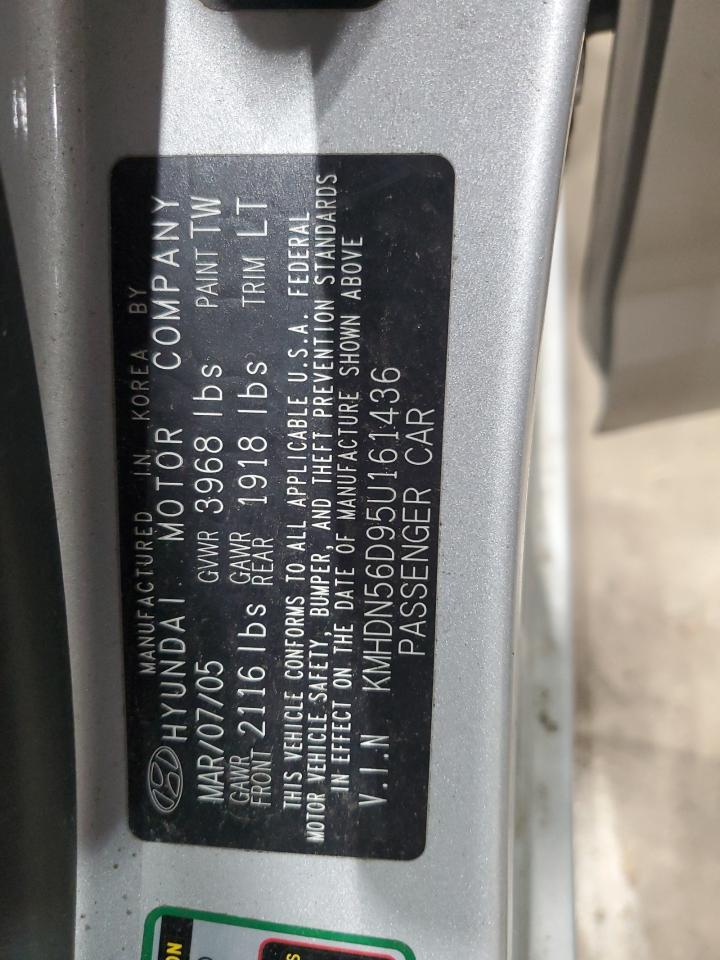 MANUFACTURED IN KOREA BY
HYUNDAI MOTOR COMPANY
MAR/07/05 GVWR 3968 lbs PAINT TW
GAWR FRONT 2116 lbs GAWR REAR 1918 lbs TRIM LT
THIS VEHICLE CONFORMS TO ALL APPLICABLE U.S.A. FEDERAL
MOTOR VEHICLE SAFETY, BUMPER, AND THEFT PREVENTION STANDARDS
IN EFFECT ON THE DATE OF MANUFACTURE SHOWN ABOVE
V.I.N KMHDN56D95U161436
PASSENGER CAR